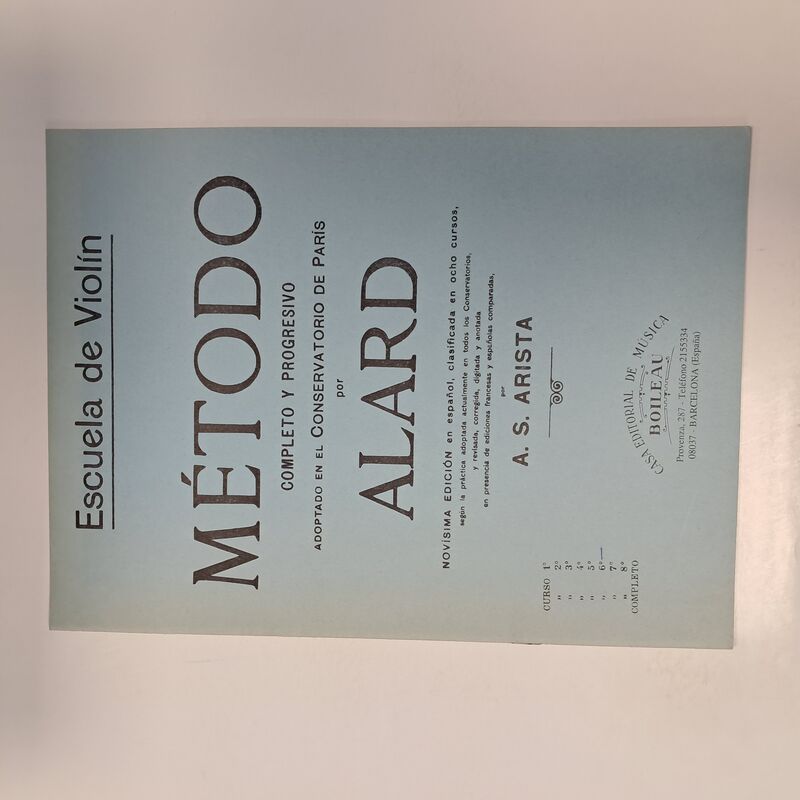 Escuela de Violín
MÉTODO
COMPLETO Y PROGRESIVO
ADOPTADO EN EL CONSERVATORIO DE PARÍS
por
ALARD
NOVÍSIMA EDICIÓN en español, clasificada en ocho cursos,
según la práctica adoptada actualmente en todos los Conservatorios,
y revisada, corregida, digitada y anotada
en presencia de ediciones francesas y españolas comparadas,
por
A. S. ARISTA
CURSO 1°
" 2°
" 3°
" 4°
" 5°
" 6°
" 7°
" 8°
COMPLETO
CASA EDITORIAL DE MÚSICA
BOILEAU
Provenza, 287 - Teléfono 2155334
08037 - BARCELONA (España)